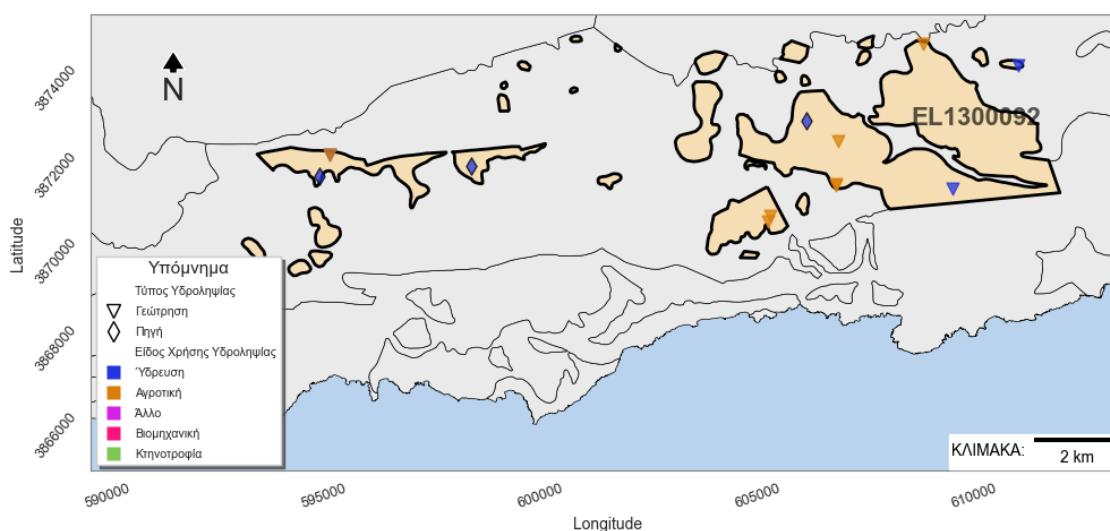 N
EL1300092
Latitude
3874000
3872000
3870000
3868000
3866000
Υπόμνημα
Τύπος Υδροληψίας
Γεώτρηση
Πηγή
Είδος Χρήσης Υδροληψίας
Ύδρευση
Αγροτική
Άλλο
Βιομηχανική
Κτηνοτροφία
ΚΛΙΜΑΚΑ:
2 km
590000
595000
600000
605000
610000
Longitude